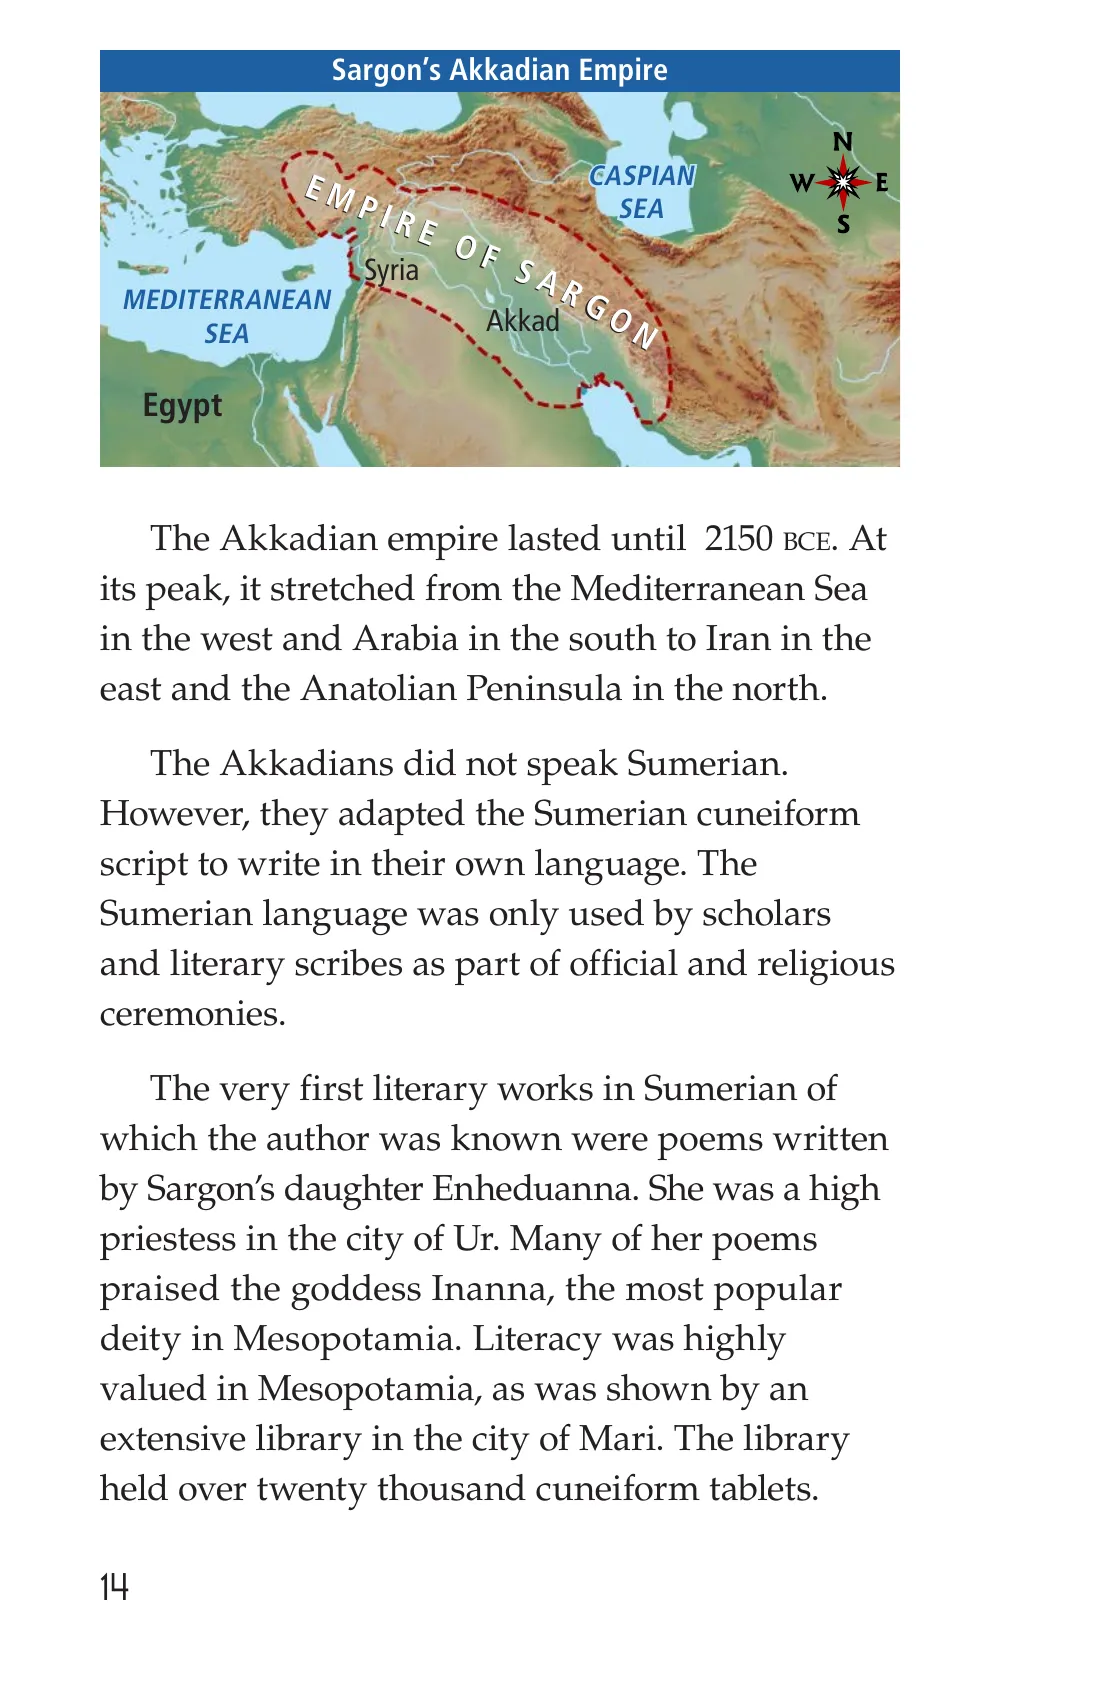 Sargon's Akkadian Empire
N
W E
S
CASPIAN
SEA
EMPIRE OF SARGON
Syria
MEDITERRANEAN
SEA
Akkad
Egypt
The Akkadian empire lasted until 2150 BCE. At
its peak, it stretched from the Mediterranean Sea
in the west and Arabia in the south to Iran in the
east and the Anatolian Peninsula in the north.
The Akkadians did not speak Sumerian.
However, they adapted the Sumerian cuneiform
script to write in their own language. The
Sumerian language was only used by scholars
and literary scribes as part of official and religious
ceremonies.
The very first literary works in Sumerian of
which the author was known were poems written
by Sargon's daughter Enheduanna. She was a high
priestess in the city of Ur. Many of her poems
praised the goddess Inanna, the most popular
deity in Mesopotamia. Literacy was highly
valued in Mesopotamia, as was shown by an
extensive library in the city of Mari. The library
held over twenty thousand cuneiform tablets.
14